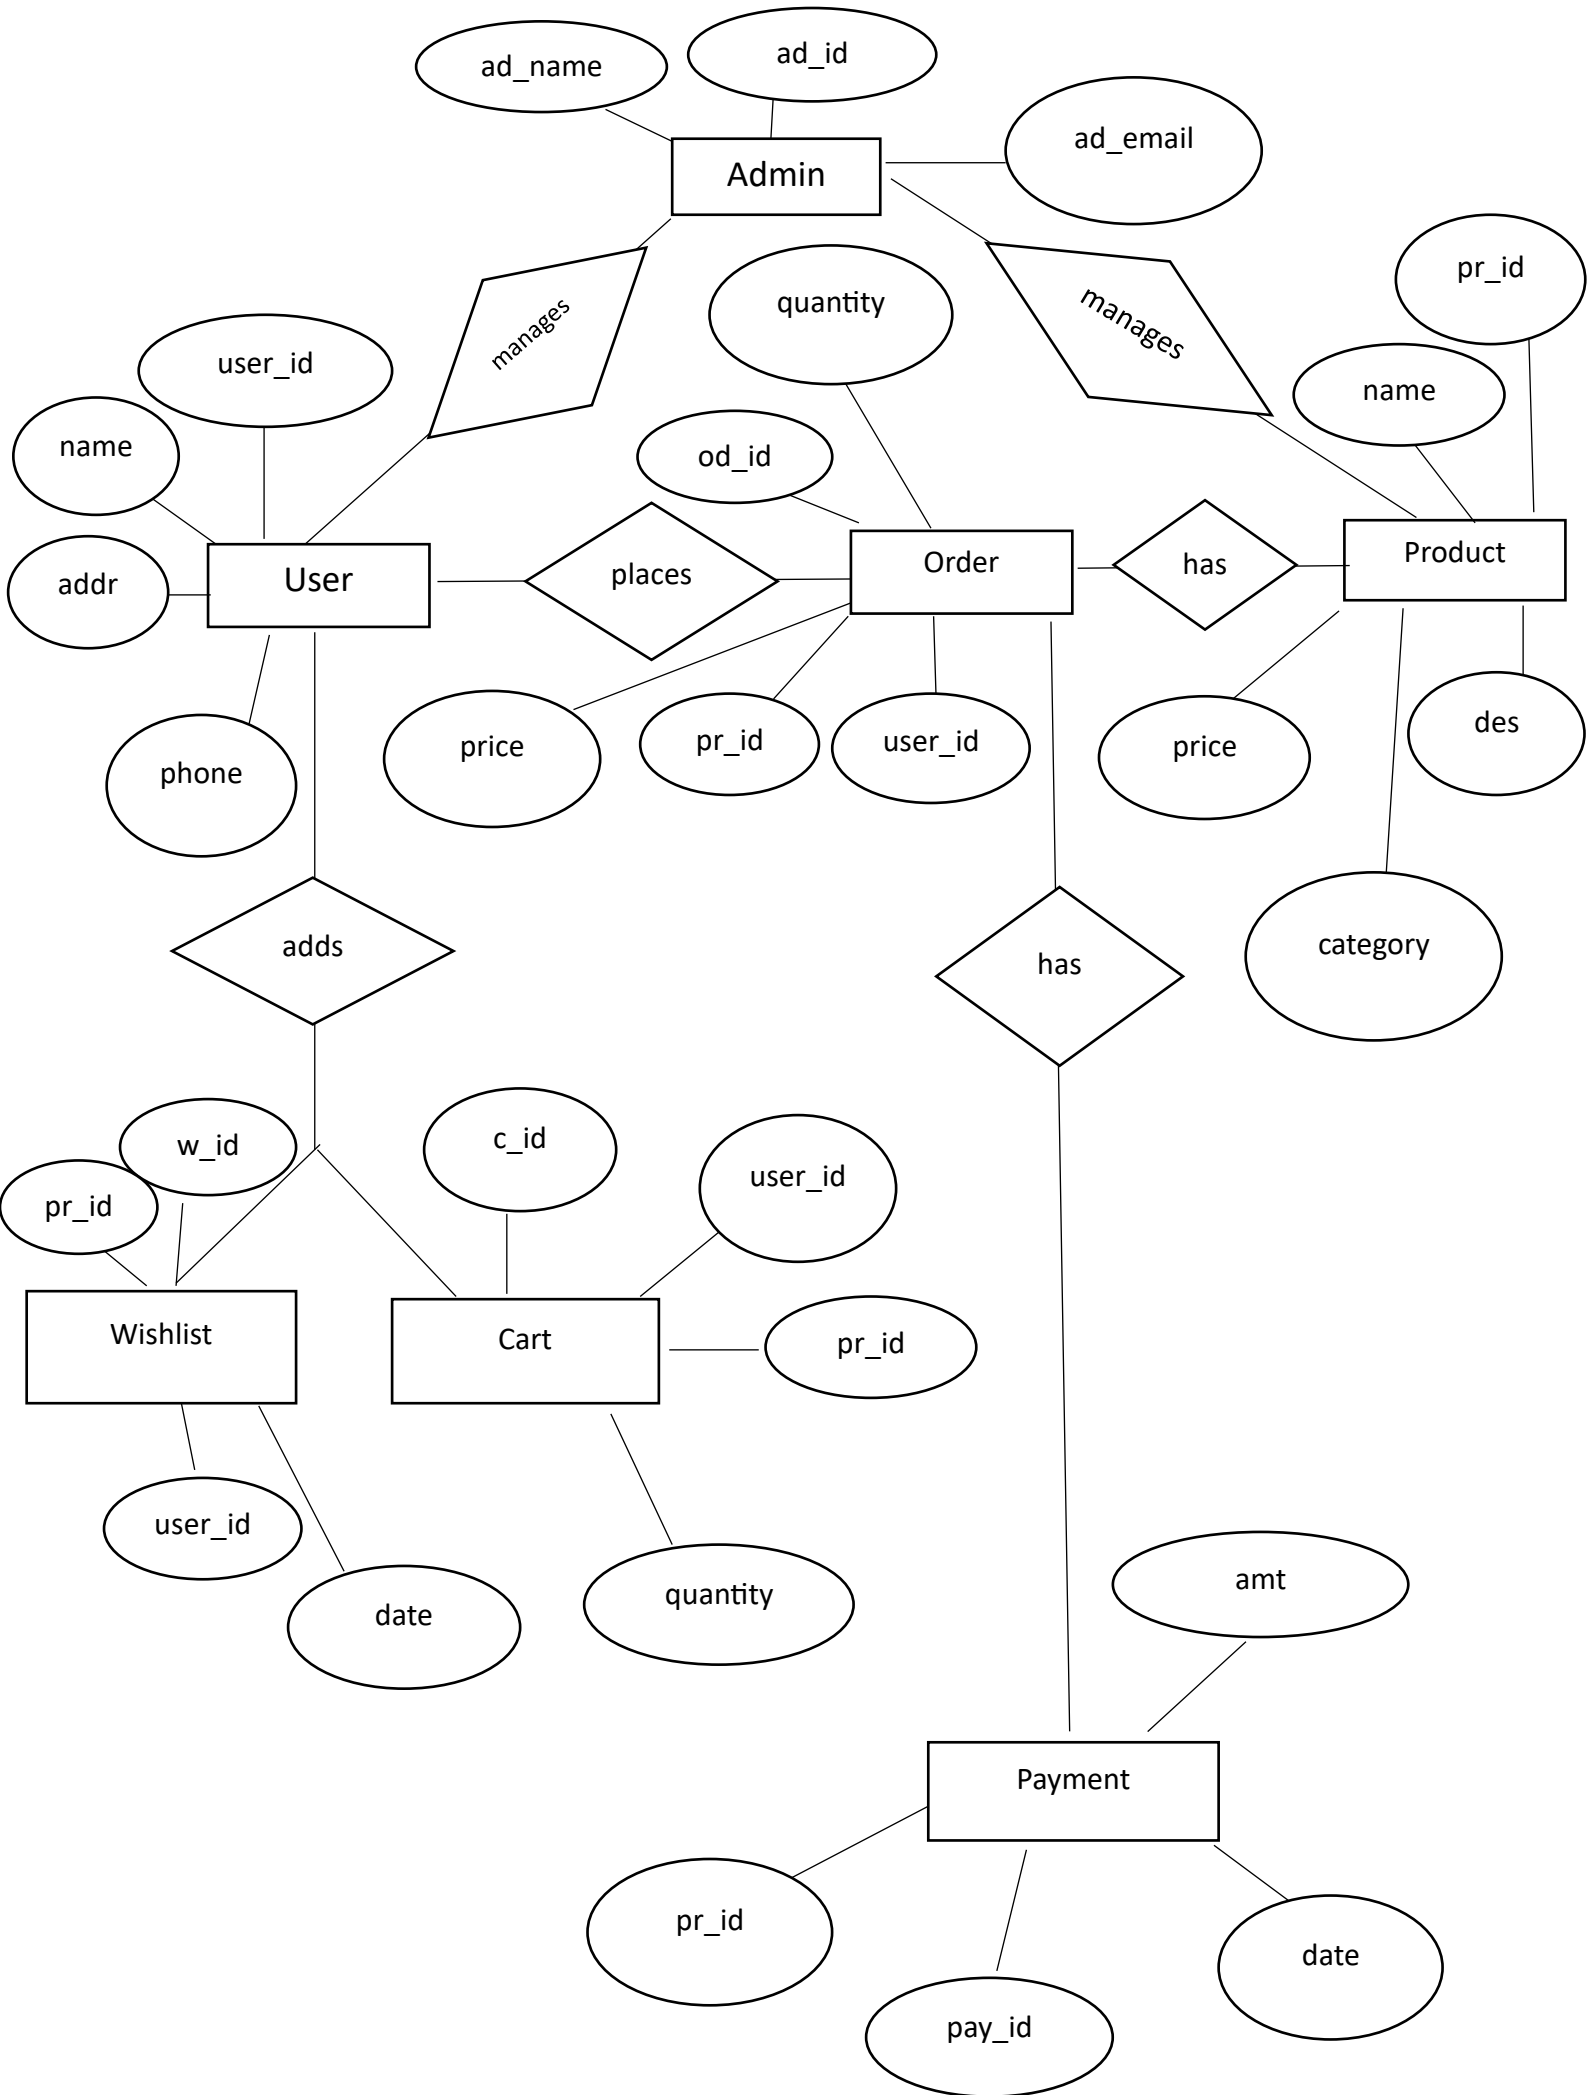 ad_name
ad_id
ad_email
Admin
manages
quantity
manages
pr_id
user_id
name
name
od_id
addr
User
places
Order
has
Product
phone
price
pr_id
user_id
price
des
adds
has
category
w_id
c_id
user_id
pr_id
Wishlist
Cart
pr_id
user_id
date
quantity
amt
Payment
pr_id
date
pay_id